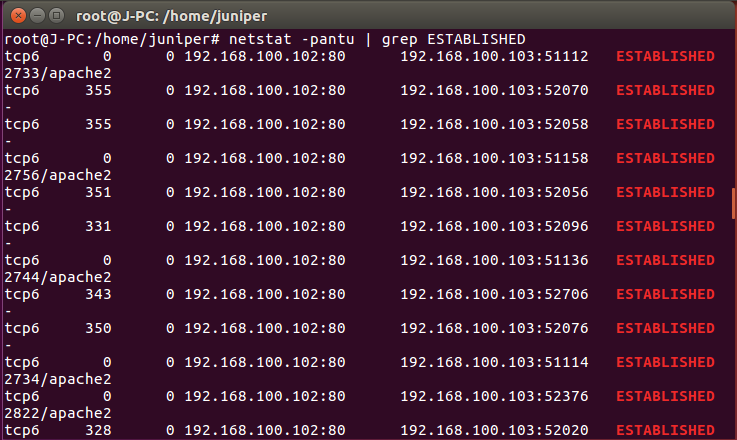 root@J-PC: /home/juniper
root@J-PC:/home/juniper# netstat -pantu | grep ESTABLISHED
tcp6 0 0 192.168.100.102:80 192.168.100.103:51112 ESTABLISHED
2733/apache2
tcp6 355 0 192.168.100.102:80 192.168.100.103:52070 ESTABLISHED
-
tcp6 355 0 192.168.100.102:80 192.168.100.103:52058 ESTABLISHED
-
tcp6 0 0 192.168.100.102:80 192.168.100.103:51158 ESTABLISHED
2756/apache2
tcp6 351 0 192.168.100.102:80 192.168.100.103:52056 ESTABLISHED
-
tcp6 331 0 192.168.100.102:80 192.168.100.103:52096 ESTABLISHED
-
tcp6 0 0 192.168.100.102:80 192.168.100.103:51136 ESTABLISHED
2744/apache2
tcp6 343 0 192.168.100.102:80 192.168.100.103:52706 ESTABLISHED
-
tcp6 350 0 192.168.100.102:80 192.168.100.103:52076 ESTABLISHED
-
tcp6 0 0 192.168.100.102:80 192.168.100.103:51114 ESTABLISHED
2734/apache2
tcp6 0 0 192.168.100.102:80 192.168.100.103:52376 ESTABLISHED
2822/apache2
tcp6 328 0 192.168.100.102:80 192.168.100.103:52020 ESTABLISHED